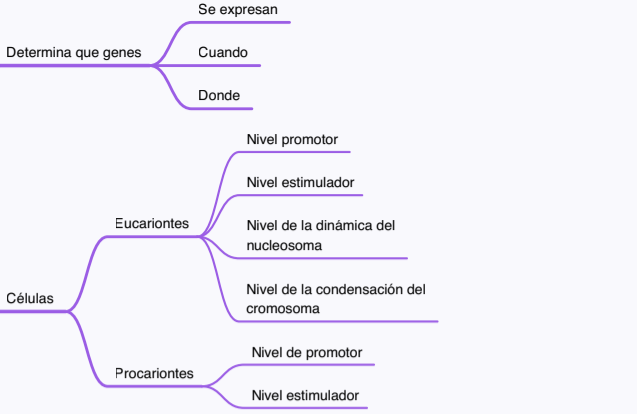 Se expresan
Determina que genes
Cuando
Donde
Nivel promotor
Nivel estimulador
Eucariontes
Nivel de la dinámica del
nucleosoma
Nivel de la condensación del
cromosoma
Células
Nivel de promotor
Procariontes
Nivel estimulador